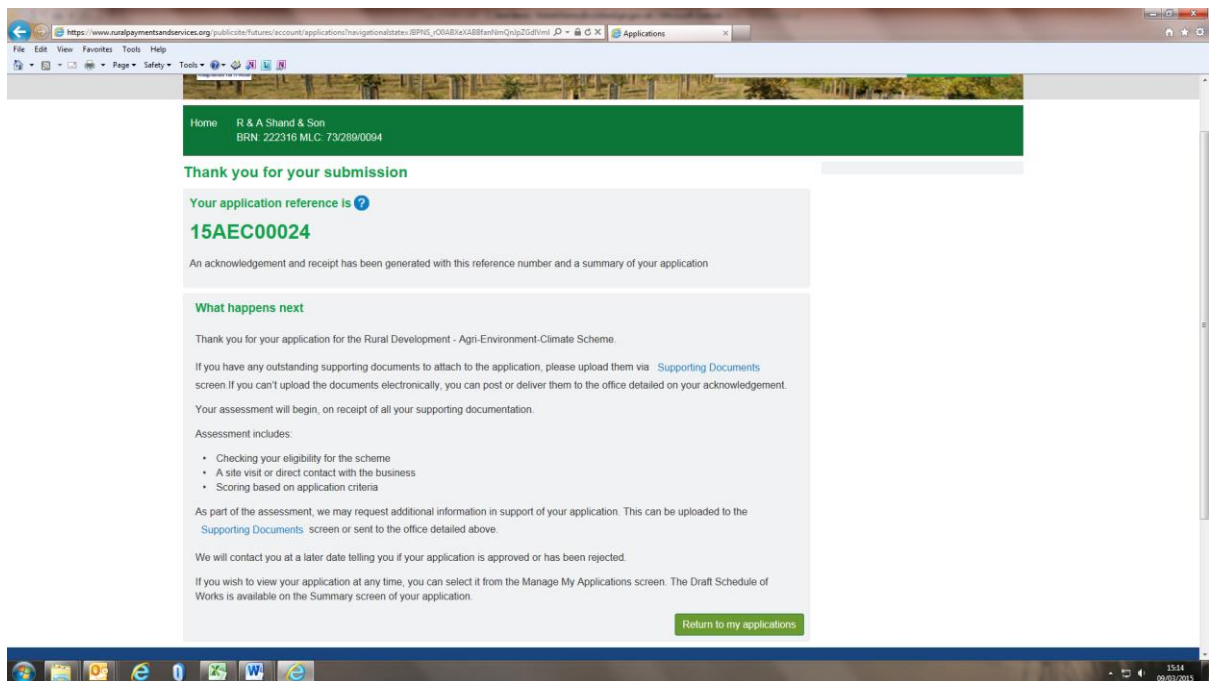 https://www.ruralpaymentsandservices.org/publicsite/futures/account/applications?
Applications
File Edit View Favorites Tools Help
Page Safety Tools
Home R & A Shand & Son
BRN: 222316 MLC: 73/289/0094
Thank you for your submission
Your application reference is ?
15AEC00024
An acknowledgement and receipt has been generated with this reference number and a summary of your application
What happens next
Thank you for your application for the Rural Development - Agri-Environment-Climate Scheme.
If you have any outstanding supporting documents to attach to the application, please upload them via Supporting Documents
screen.If you can't upload the documents electronically, you can post or deliver them to the office detailed on your acknowledgement.
Your assessment will begin, on receipt of all your supporting documentation.
Assessment includes:
• Checking your eligibility for the scheme
• A site visit or direct contact with the business
• Scoring based on application criteria
As part of the assessment, we may request additional information in support of your application. This can be uploaded to the
Supporting Documents screen or sent to the office detailed above.
We will contact you at a later date telling you if your application is approved or has been rejected.
If you wish to view your application at any time, you can select it from the Manage My Applications screen. The Draft Schedule of
Works is available on the Summary screen of your application.
Return to my applications
15:14
09/03/2015